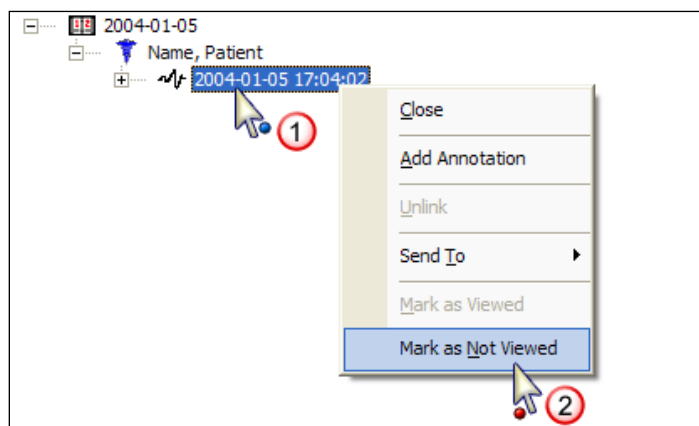 2004-01-05
Name, Patient
2004-01-05 17:04:02
1
Close
Add Annotation
Unlink
Send To
Mark as Viewed
Mark as Not Viewed
2